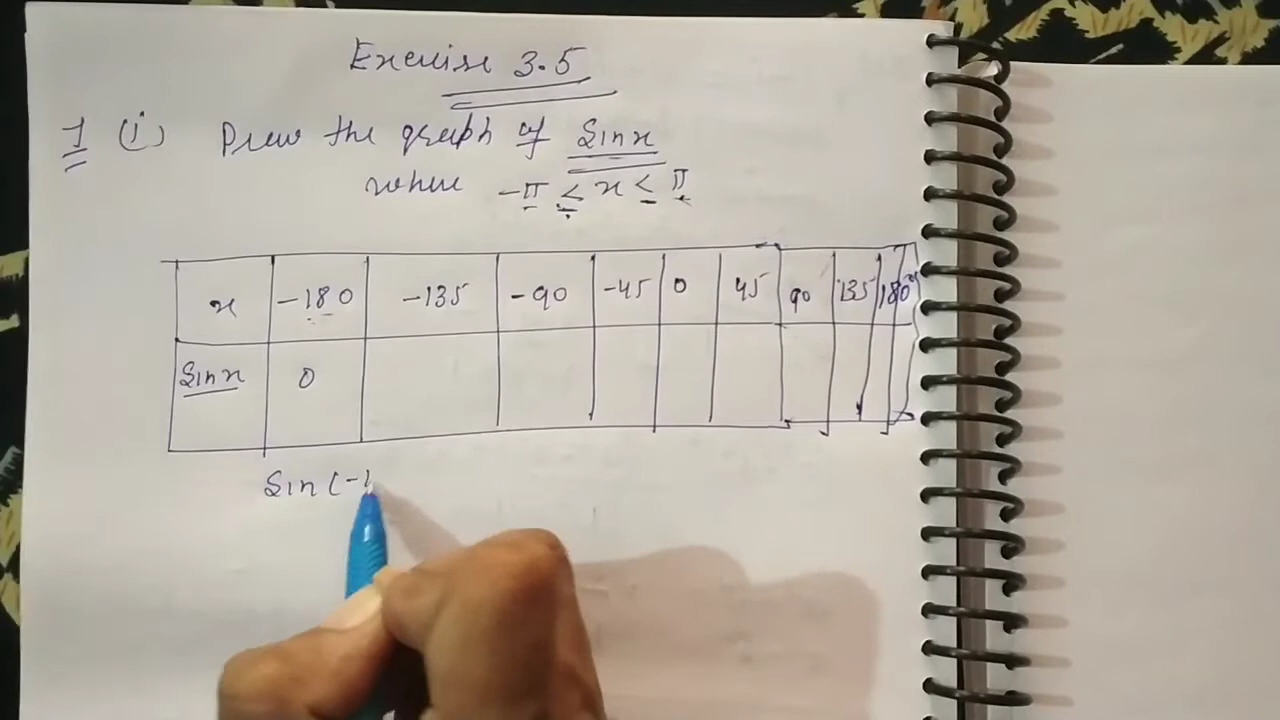 Exercise 3.5
1 (i) Draw the graph of Sinx
where -π ≤ x ≤ π
x -180 -135 -90 -45 0 45 90 135 180°
Sinx 0
Sin(-1